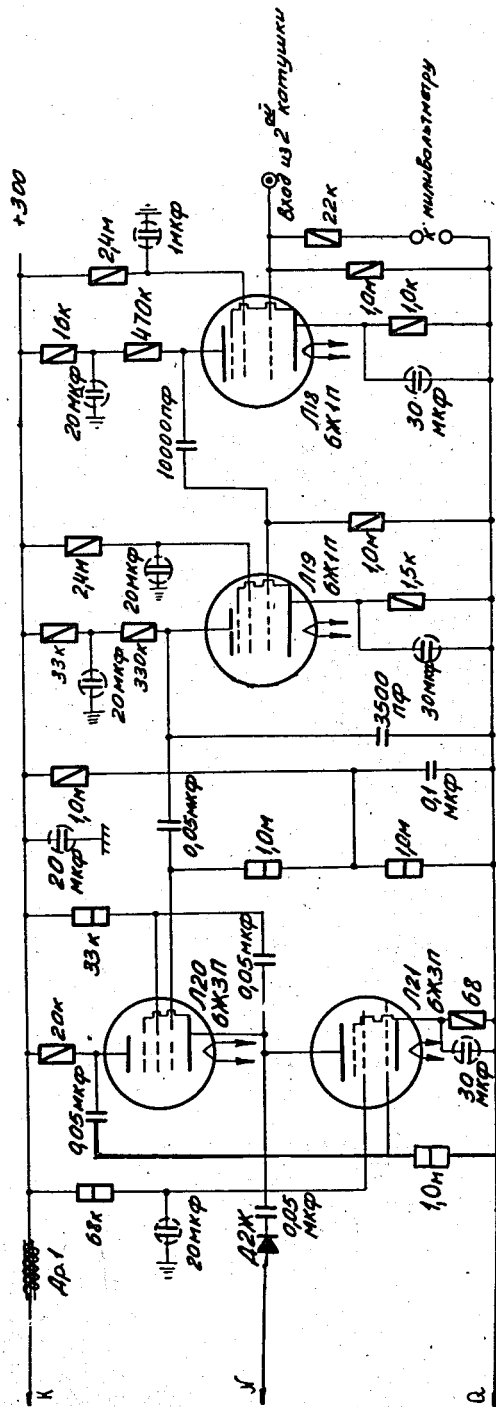 К
Др.1
+300
68к
20мкф
0,05мкф
20к
33к
20
мкф
1,0м
33к
20мкф
330к
2,4м
20мкф
16к
20мкф
470к
2,4м
1мкф
Л20
6Ж3П
0,05мкф
0,05мкф
10000пф
N
Д2Ж
0,05
мкф
Л21
6Ж3П
1,0м
30
мкф
68
1,0м
1,0м
0,1
мкф
3500
пф
Л19
6Ж1П
30мкф
1,5к
1,0м
Л18
6Ж1П
30
мкф
1,0к
1,0м
22к
Вход из 2ой катушки
к миливольтметру
Q